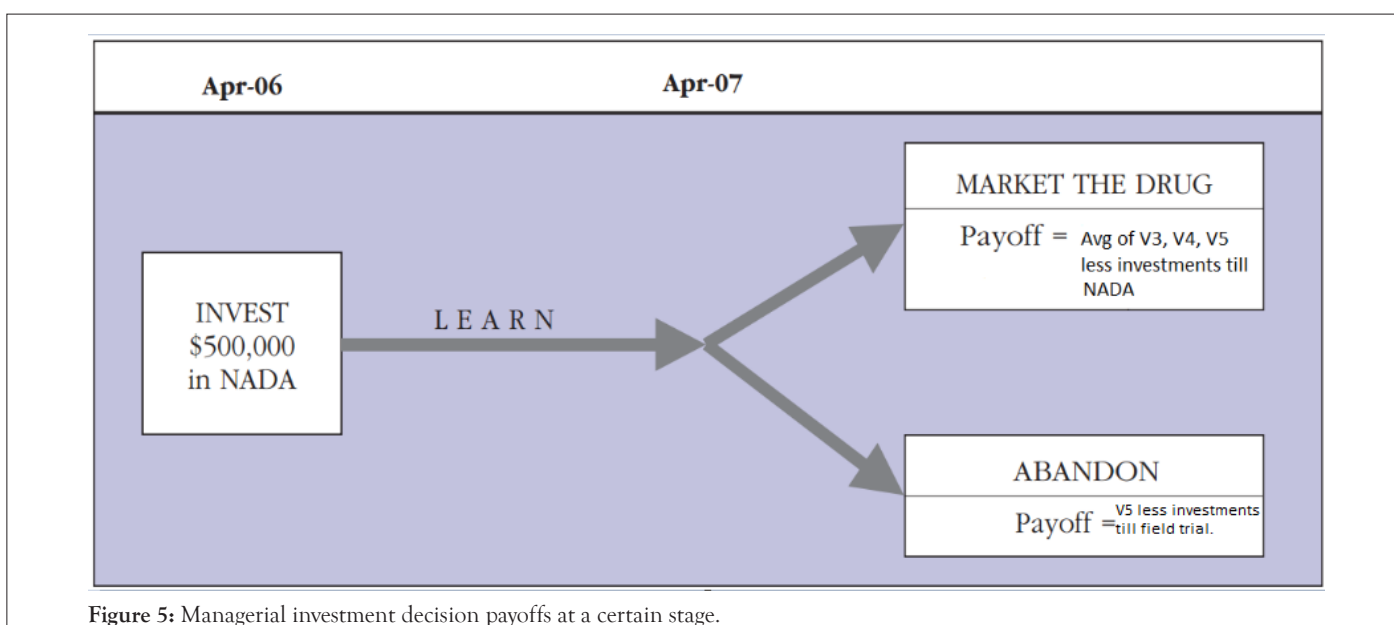 Apr-06
Apr-07
INVEST
$500,000
in NADA
LEARN
MARKET THE DRUG
Payoff = Avg of V3, V4, V5
less investments till
NADA
ABANDON
Payoff = V5 less investments
till field trial.
Figure 5: Managerial investment decision payoffs at a certain stage.